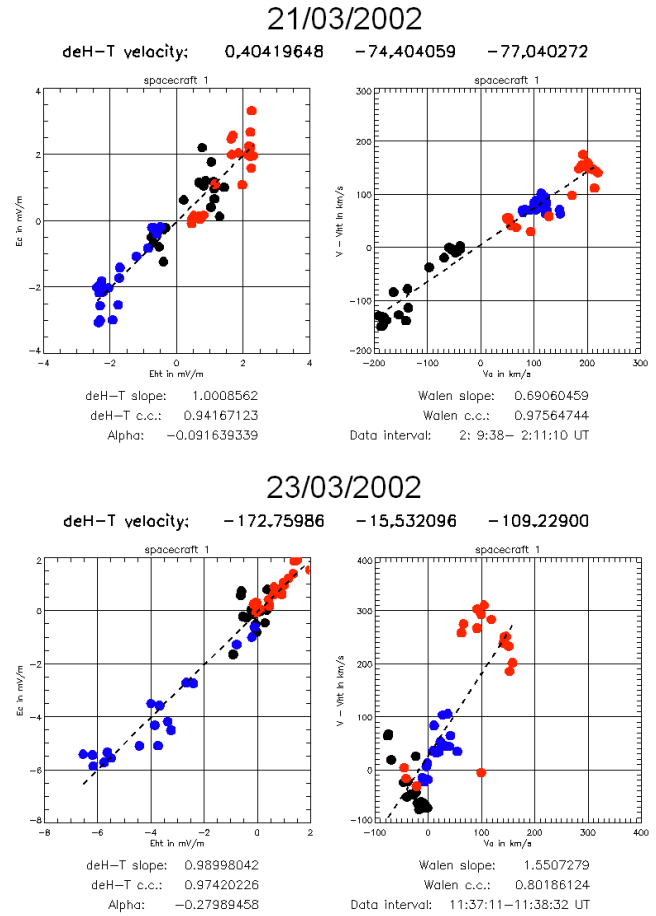 21/03/2002
deH-T velocity: 0.40419648 -74.404059 -77.040272
spacecraft 1 spacecraft 1
4 300
2 200
0 100
-2 0
-4 -100
-200
Ec in mV/m V - Vht in km/s
-4 -2 0 2 4 -200 -100 0 100 200 300
Eht in mV/m Va in km/s
deH-T slope: 1.0008562 Walen slope: 0.69060459
deH-T c.c.: 0.94167123 Walen c.c.: 0.97564744
Alpha: -0.091639339 Data interval: 2: 9:38- 2:11:10 UT
23/03/2002
deH-T velocity: -172.75986 -15.532096 -109.22900
spacecraft 1 spacecraft 1
2 400
0 300
-2 200
-4 100
-6 0
-8 -100
Ec in mV/m V - Vht in km/s
-8 -6 -4 -2 0 2 -100 0 100 200 300 400
Eht in mV/m Va in km/s
deH-T slope: 0.98998042 Walen slope: 1.5507279
deH-T c.c.: 0.97420226 Walen c.c.: 0.80186124
Alpha: -0.27989458 Data interval: 11:37:11-11:38:32 UT